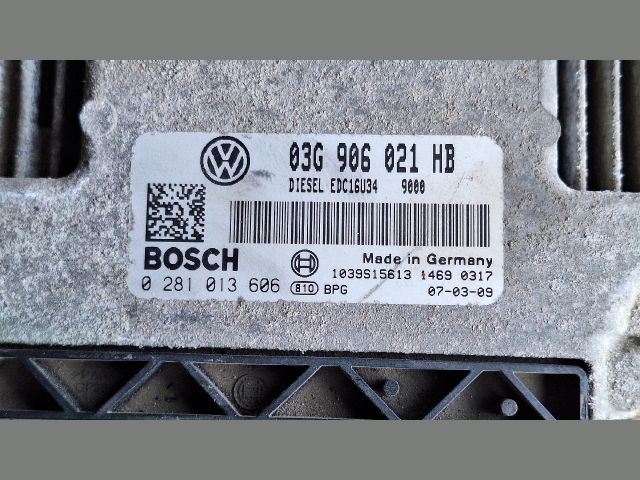 03G 906 021 HB
DIESEL EDC16U34 9000
BOSCH
Made in Germany
1039S15613 1469 0317
0 281 013 606 810 BPG 07-03-09